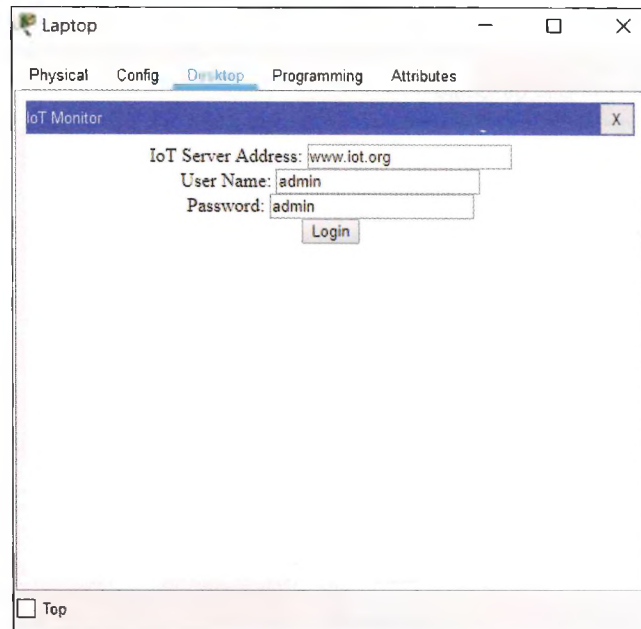 Laptop
Physical Config Desktop Programming Attributes
IoT Monitor X
IoT Server Address: www.iot.org
User Name: admin
Password: admin
Login
Top